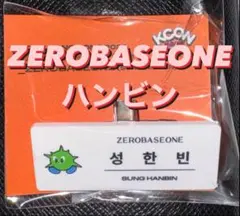 KCON
ZEROBASEONE
ハンビン
ZEROBASEONE
성 한 빈
SUNG HANBIN